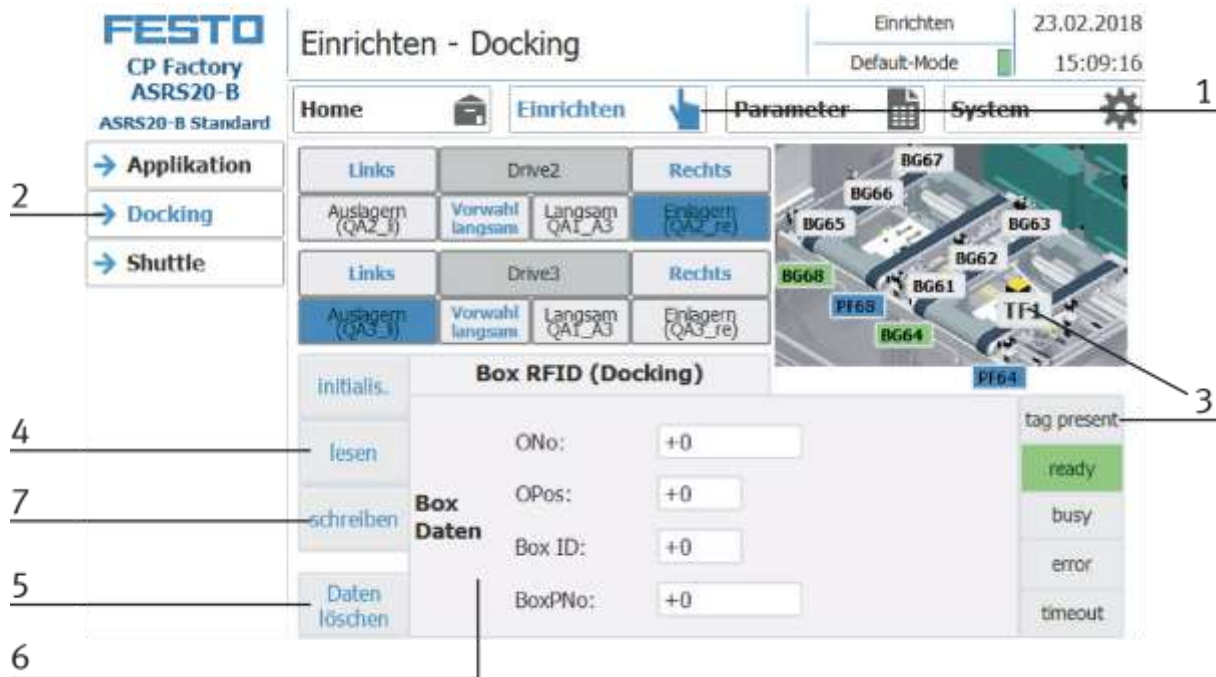 FESTO
CP Factory
ASRS20-B
ASRS20-B Standard
Einrichten - Docking
Einrichten
Default-Mode
23.02.2018
15:09:16
Home
Einrichten
Parameter
System
1
Applikation
2
Docking
Shuttle
Links
Drive2
Rechts
Auslagern
(QA2_li)
Vorwahl
langsam
Langsam
QA1_A3
Einlagern
(QA2_re)
Links
Drive3
Rechts
Auslagern
(QA3_li)
Vorwahl
langsam
Langsam
QA1_A3
Einlagern
(QA3_re)
BG67
BG66
BG65
BG63
BG62
BG68
BG61
PF68
TF1
BG64
PF64
3
initialis.
Box RFID (Docking)
4
lesen
7
schreiben
5
Daten
löschen
6
Box
Daten
ONo:
+0
OPos:
+0
Box ID:
+0
BoxPNo:
+0
tag present
ready
busy
error
timeout